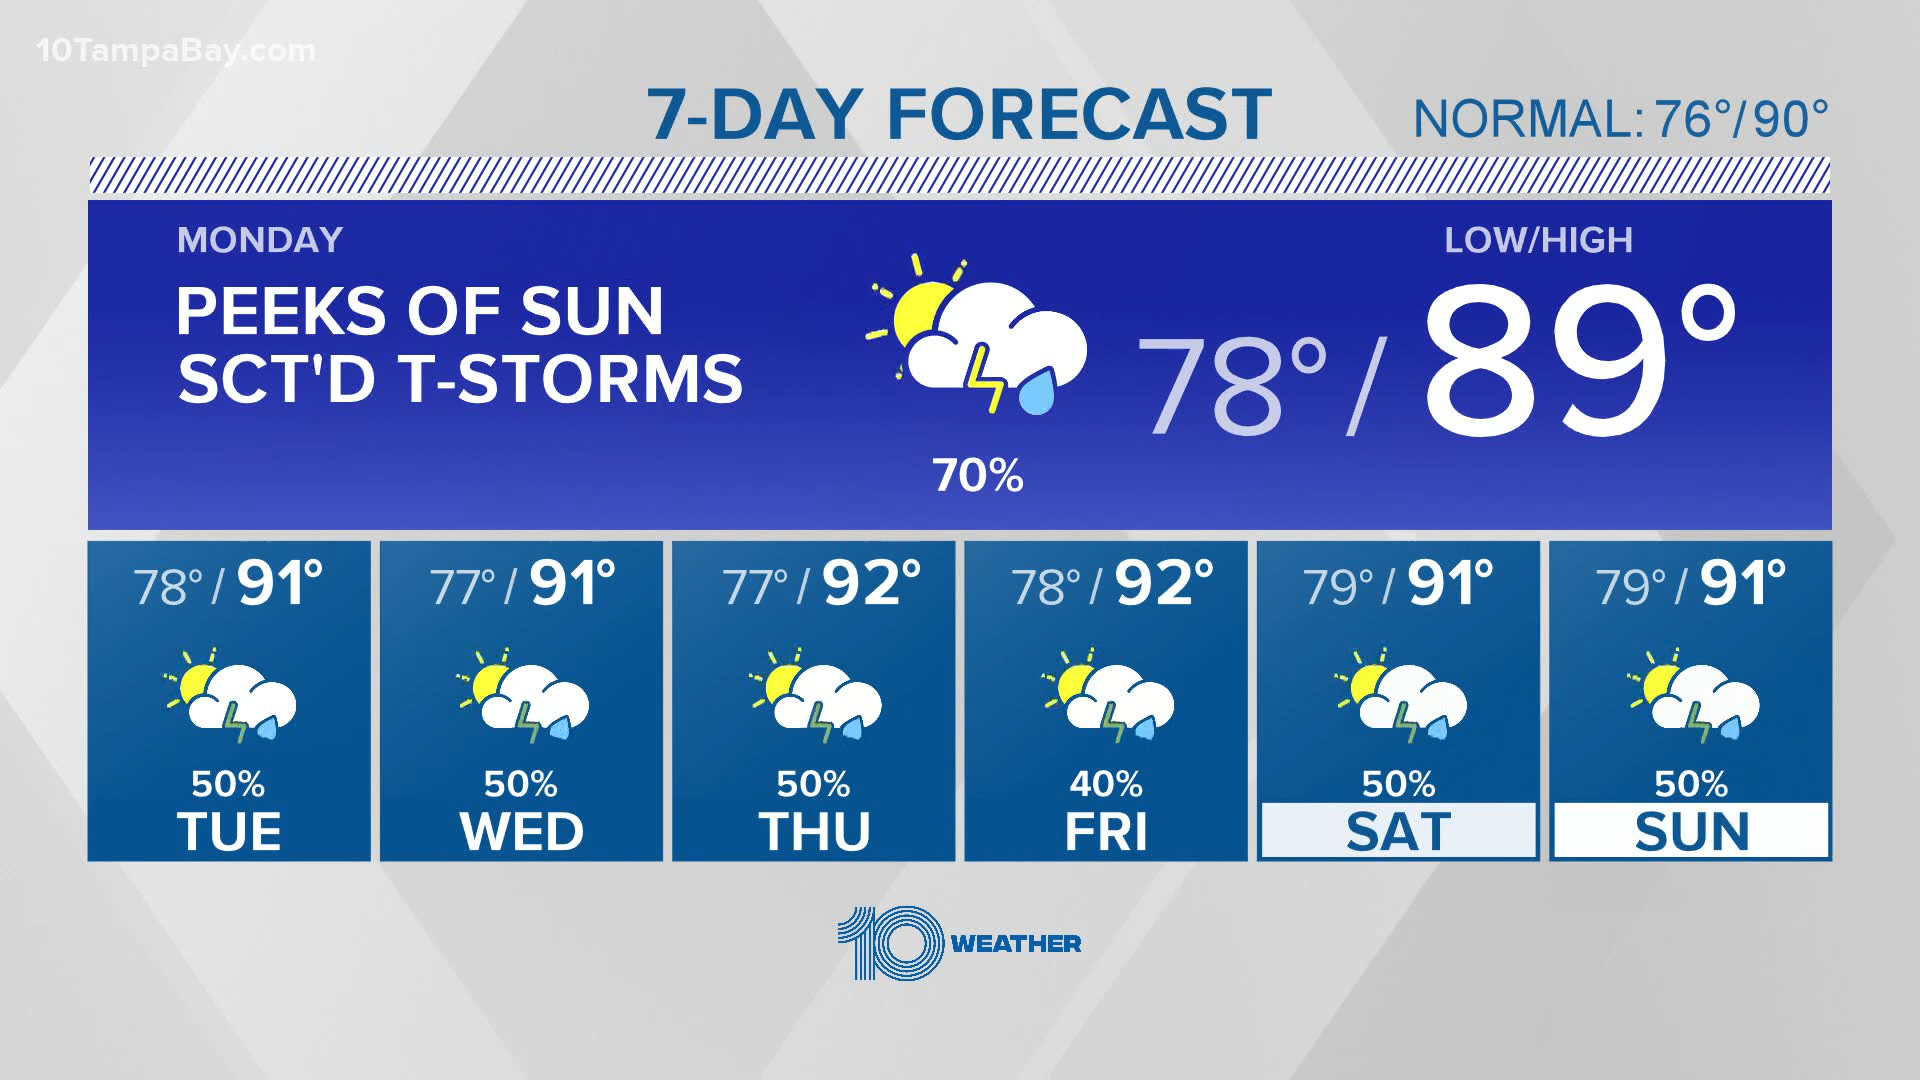 10TampaBay.com
7-DAY FORECAST
NORMAL: 76°/90°
MONDAY
PEEKS OF SUN
SCT'D T-STORMS
70%
LOW/HIGH
78° / 89°
78° / 91°
50%
TUE
77° / 91°
50%
WED
77° / 92°
50%
THU
78° / 92°
40%
FRI
79° / 91°
50%
SAT
79° / 91°
50%
SUN
10 WEATHER